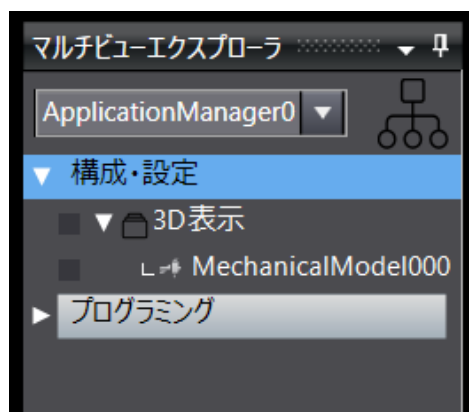 マルチビューエクスプローラ
ApplicationManager0
構成・設定
3D表示
MechanicalModel000
プログラミング